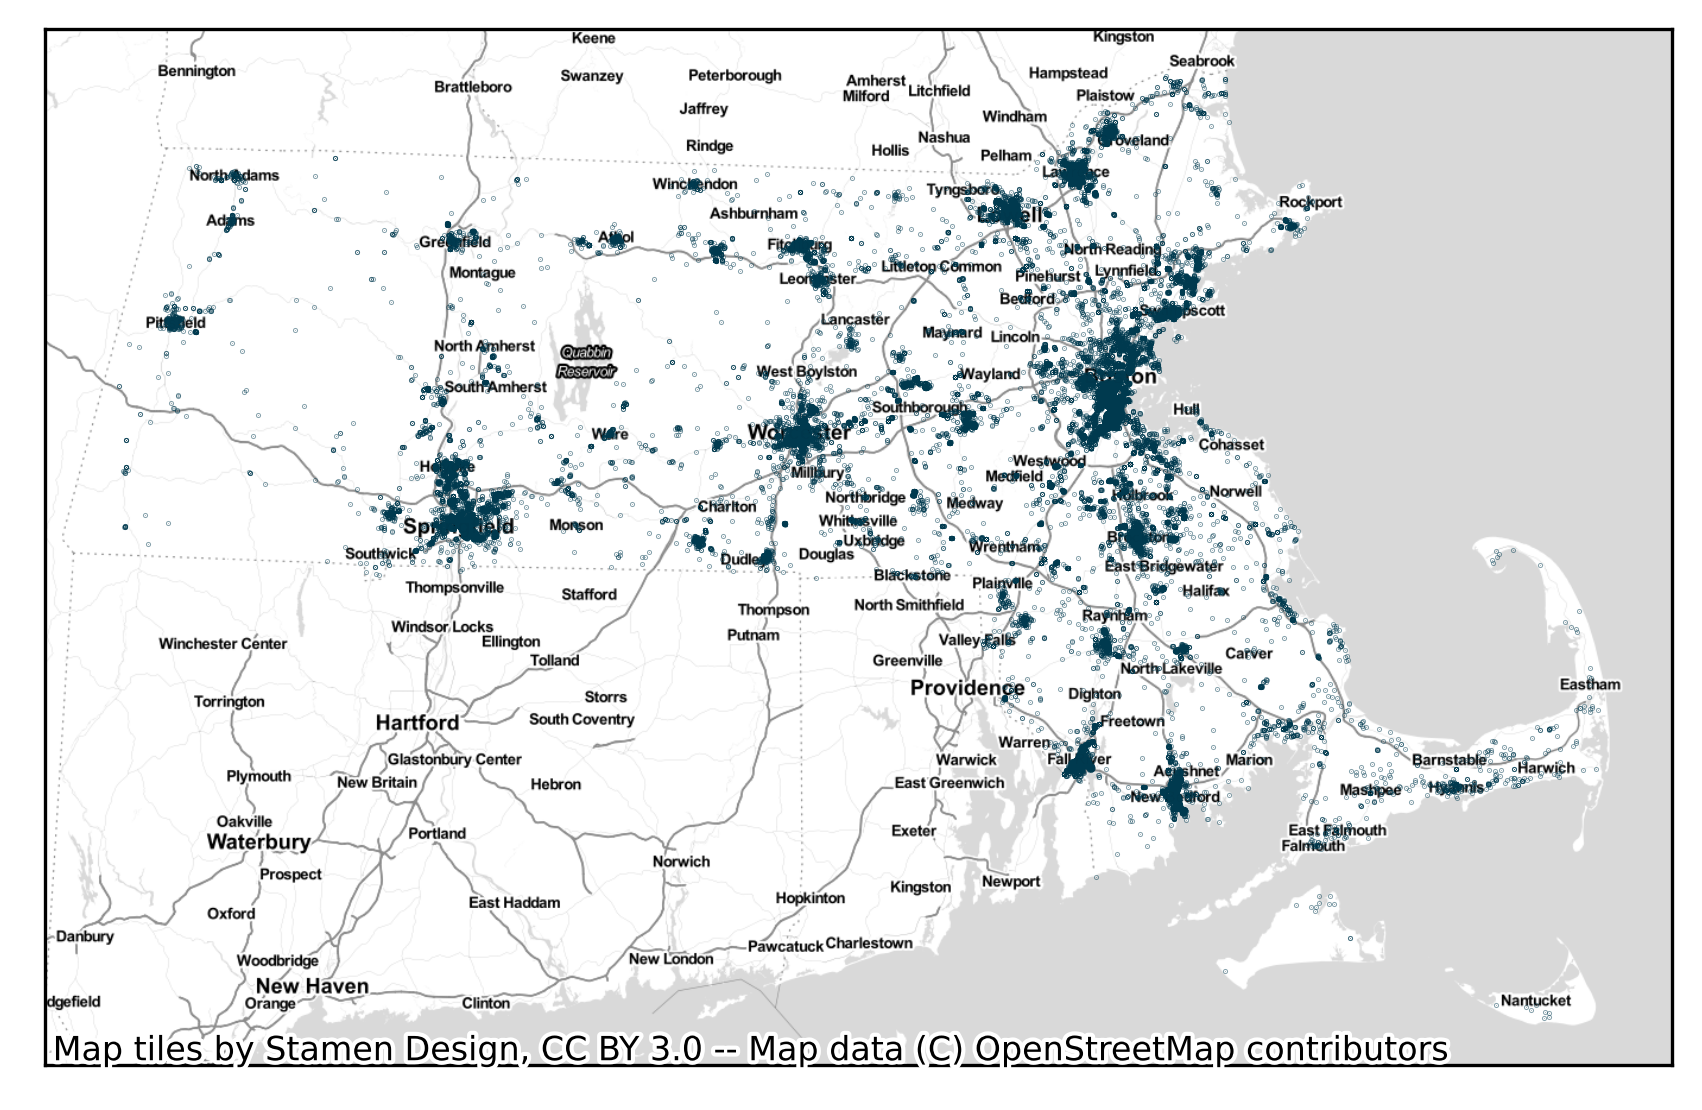 Keene
Kingston
Seabrook
Bennington
Swanzey
Peterborough
Hampstead
Brattleboro
Amherst
Litchfield
Milford
Plaistow
Jaffrey
Windham
Nashua
Groveland
Rindge
Hollis
Pelham
North Adams
Winchendon
Lawrence
Tyngsboro
Rockport
Adams
Ashburnham
Lowell
Greenfield
Athol
Fitchburg
North Reading
Montague
Leominster
Littleton Common
Pinehurst
Lynnfield
Bedford
Pittsfield
Lancaster
Swampscott
Maynard
Lincoln
North Amherst
Quabbin
Reservoir
West Boylston
Wayland
Boston
South Amherst
Southborough
Hull
Ware
Worcester
Cohasset
Holyoke
Millbury
Westwood
Medfield
Northbridge
Holbrook
Norwell
Charlton
Medway
Springfield
Monson
Whitinsville
Uxbridge
Brockton
Southwick
Dudley
Douglas
Wrentham
East Bridgewater
Thompsonville
Stafford
Blackstone
Plainville
Halifax
Thompson
North Smithfield
Raynham
Windsor Locks
Putnam
Winchester Center
Ellington
Valley Falls
Tolland
Greenville
North Lakeville
Carver
Torrington
Storrs
Providence
Dighton
Eastham
Hartford
South Coventry
Freetown
Glastonbury Center
Warren
Warwick
Fall River
Marion
Barnstable
Plymouth
New Britain
Hebron
East Greenwich
Acushnet
New Bedford
Mashpee
Hyannis
Harwich
Oakville
Waterbury
Portland
Exeter
East Falmouth
Falmouth
Prospect
Norwich
Kingston
Newport
Oxford
East Haddam
Hopkinton
Danbury
Pawcatuck
Charlestown
Woodbridge
New London
New Haven
dgefield
Orange
Clinton
Nantucket
Map tiles by Stamen Design, CC BY 3.0 -- Map data (C) OpenStreetMap contributors